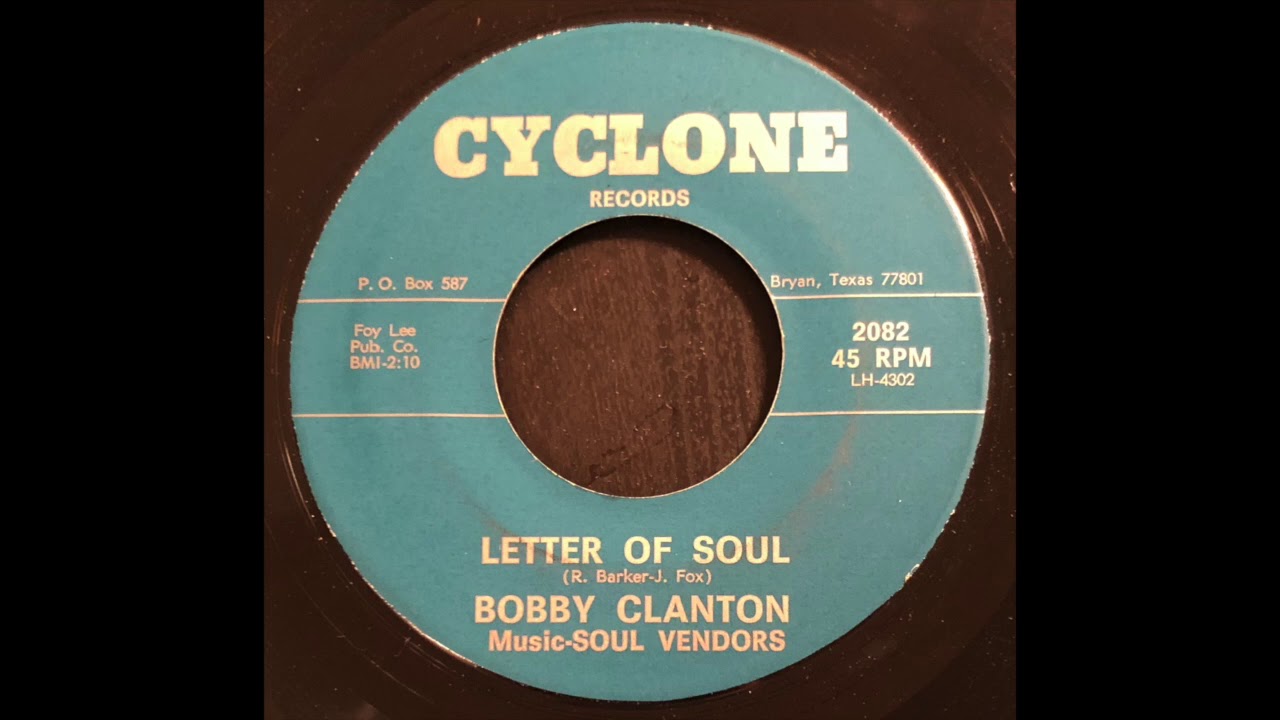 CYCLONE
RECORDS
P. O. Box 587
Bryan, Texas 77801
Foy Lee
Pub. Co.
BMI-2:10
2082
45 RPM
LH-4302
LETTER OF SOUL
(R. Barker-J. Fox)
BOBBY CLANTON
Music-SOUL VENDORS